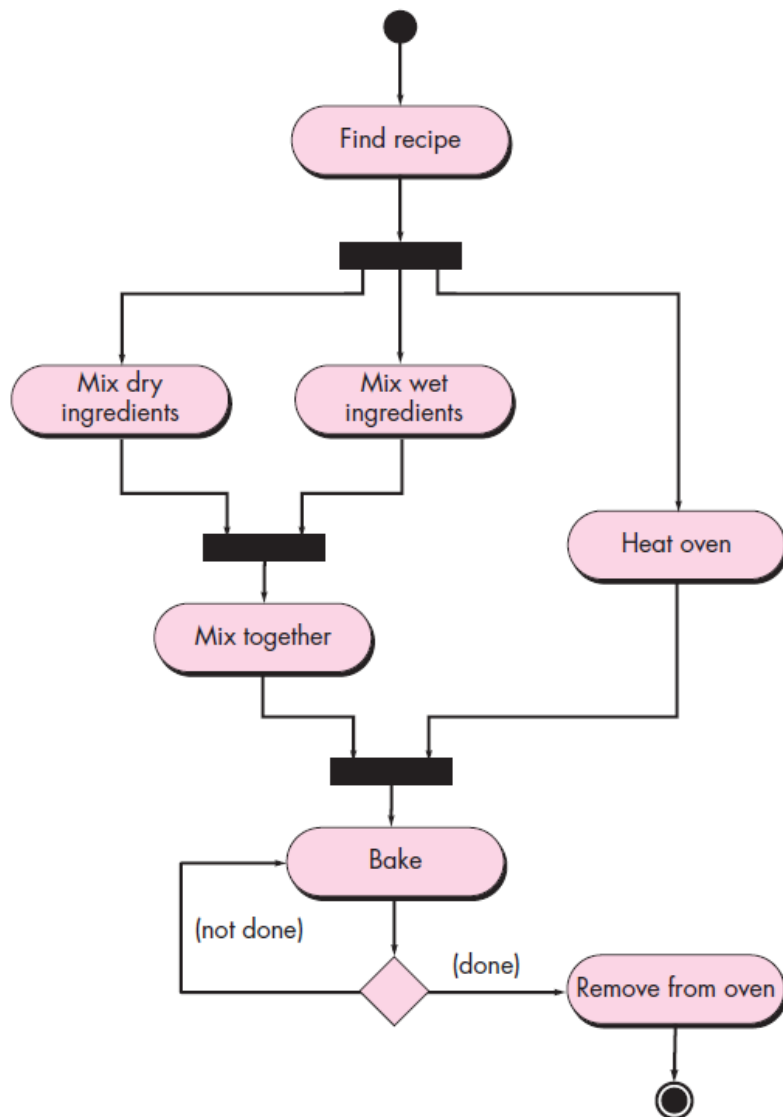 Find recipe
Mix dry
ingredients
Mix wet
ingredients
Heat oven
Mix together
Bake
(not done)
(done)
Remove from oven